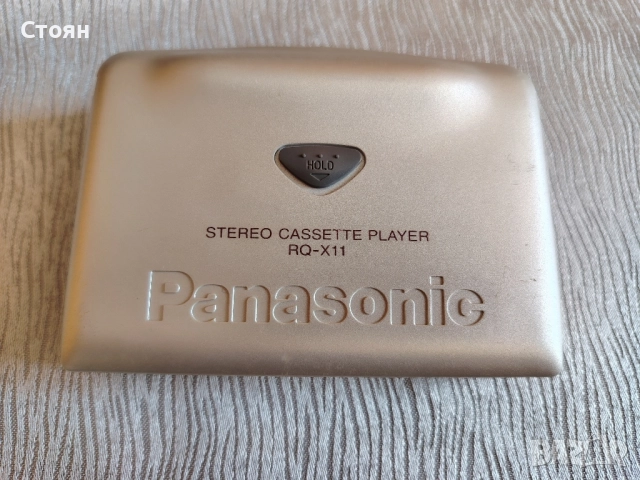 Стоян
HOLD
STEREO CASSETTE PLAYER
RQ-X11
Panasonic